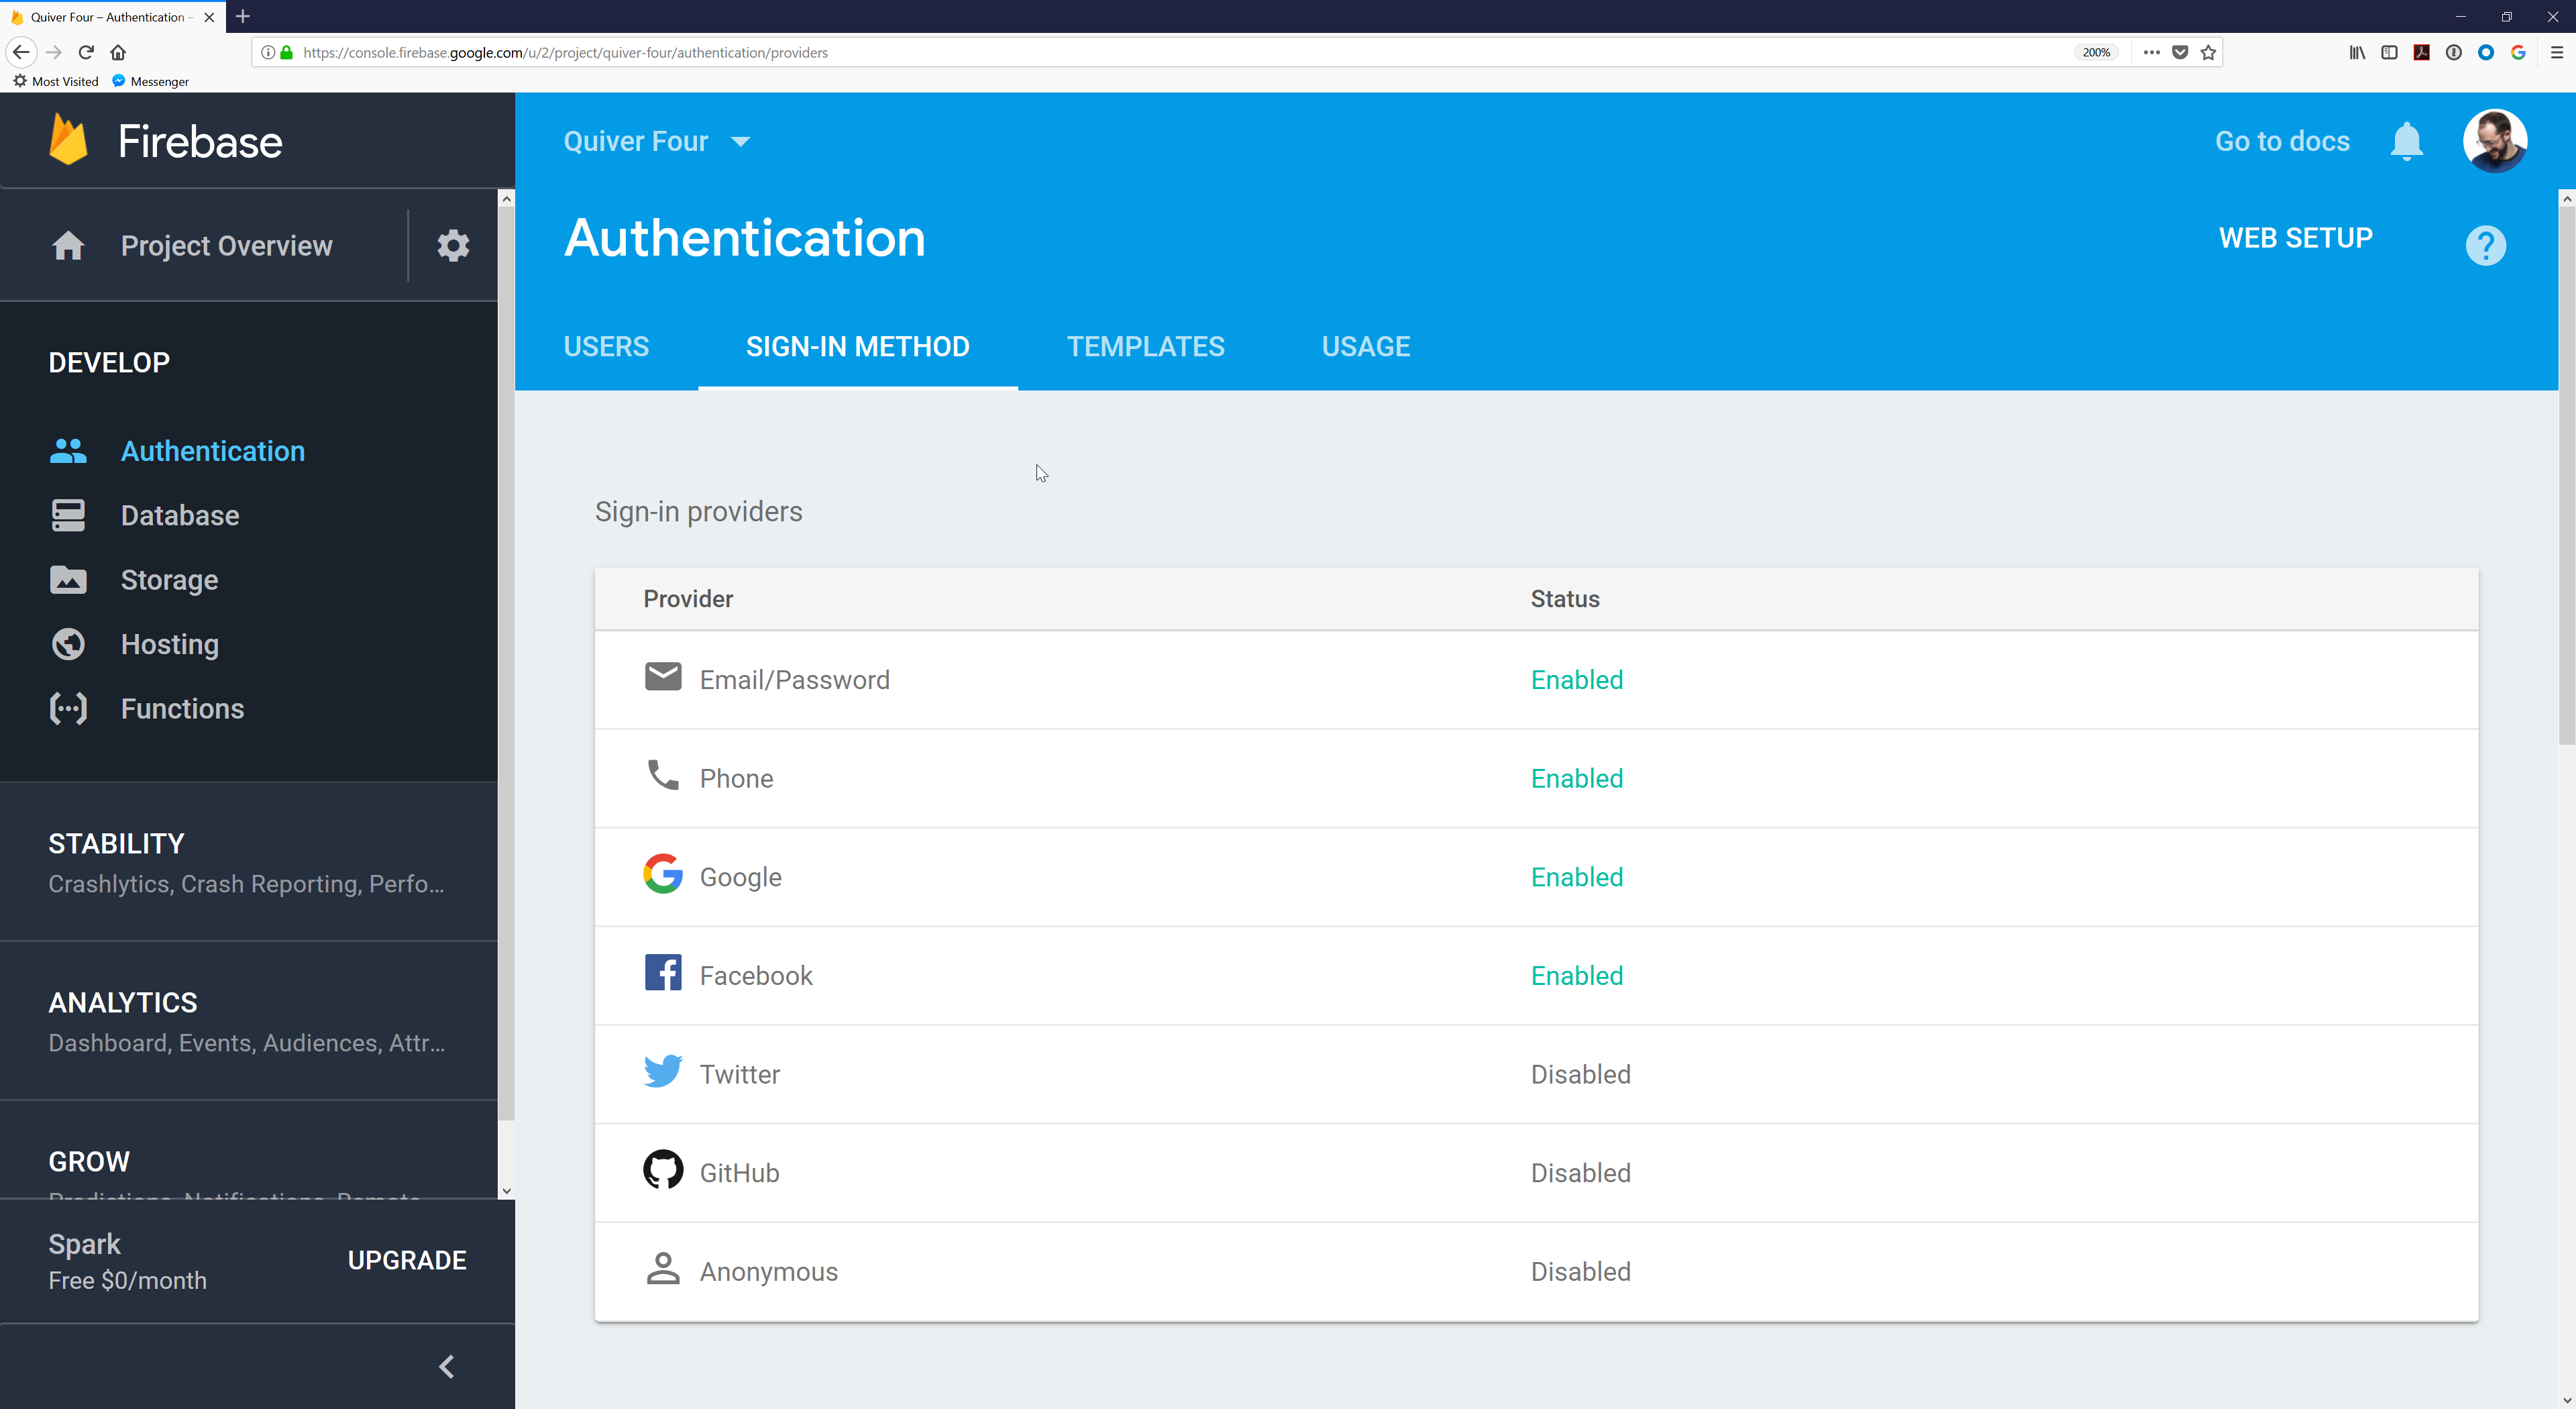 Quiver Four – Authentication –
https://console.firebase.google.com/u/2/project/quiver-four/authentication/providers
200%
Most Visited
Messenger
Firebase
Quiver Four
Go to docs
Project Overview
Authentication
WEB SETUP
USERS
SIGN-IN METHOD
TEMPLATES
USAGE
DEVELOP
Authentication
Database
Storage
Hosting
Functions
STABILITY
Crashlytics, Crash Reporting, Perfo...
ANALYTICS
Dashboard, Events, Audiences, Attr...
GROW
Predictions, Notifications, Remote
Spark
Free $0/month
UPGRADE
Sign-in providers
Provider Status
Email/Password Enabled
Phone Enabled
Google Enabled
Facebook Enabled
Twitter Disabled
GitHub Disabled
Anonymous Disabled